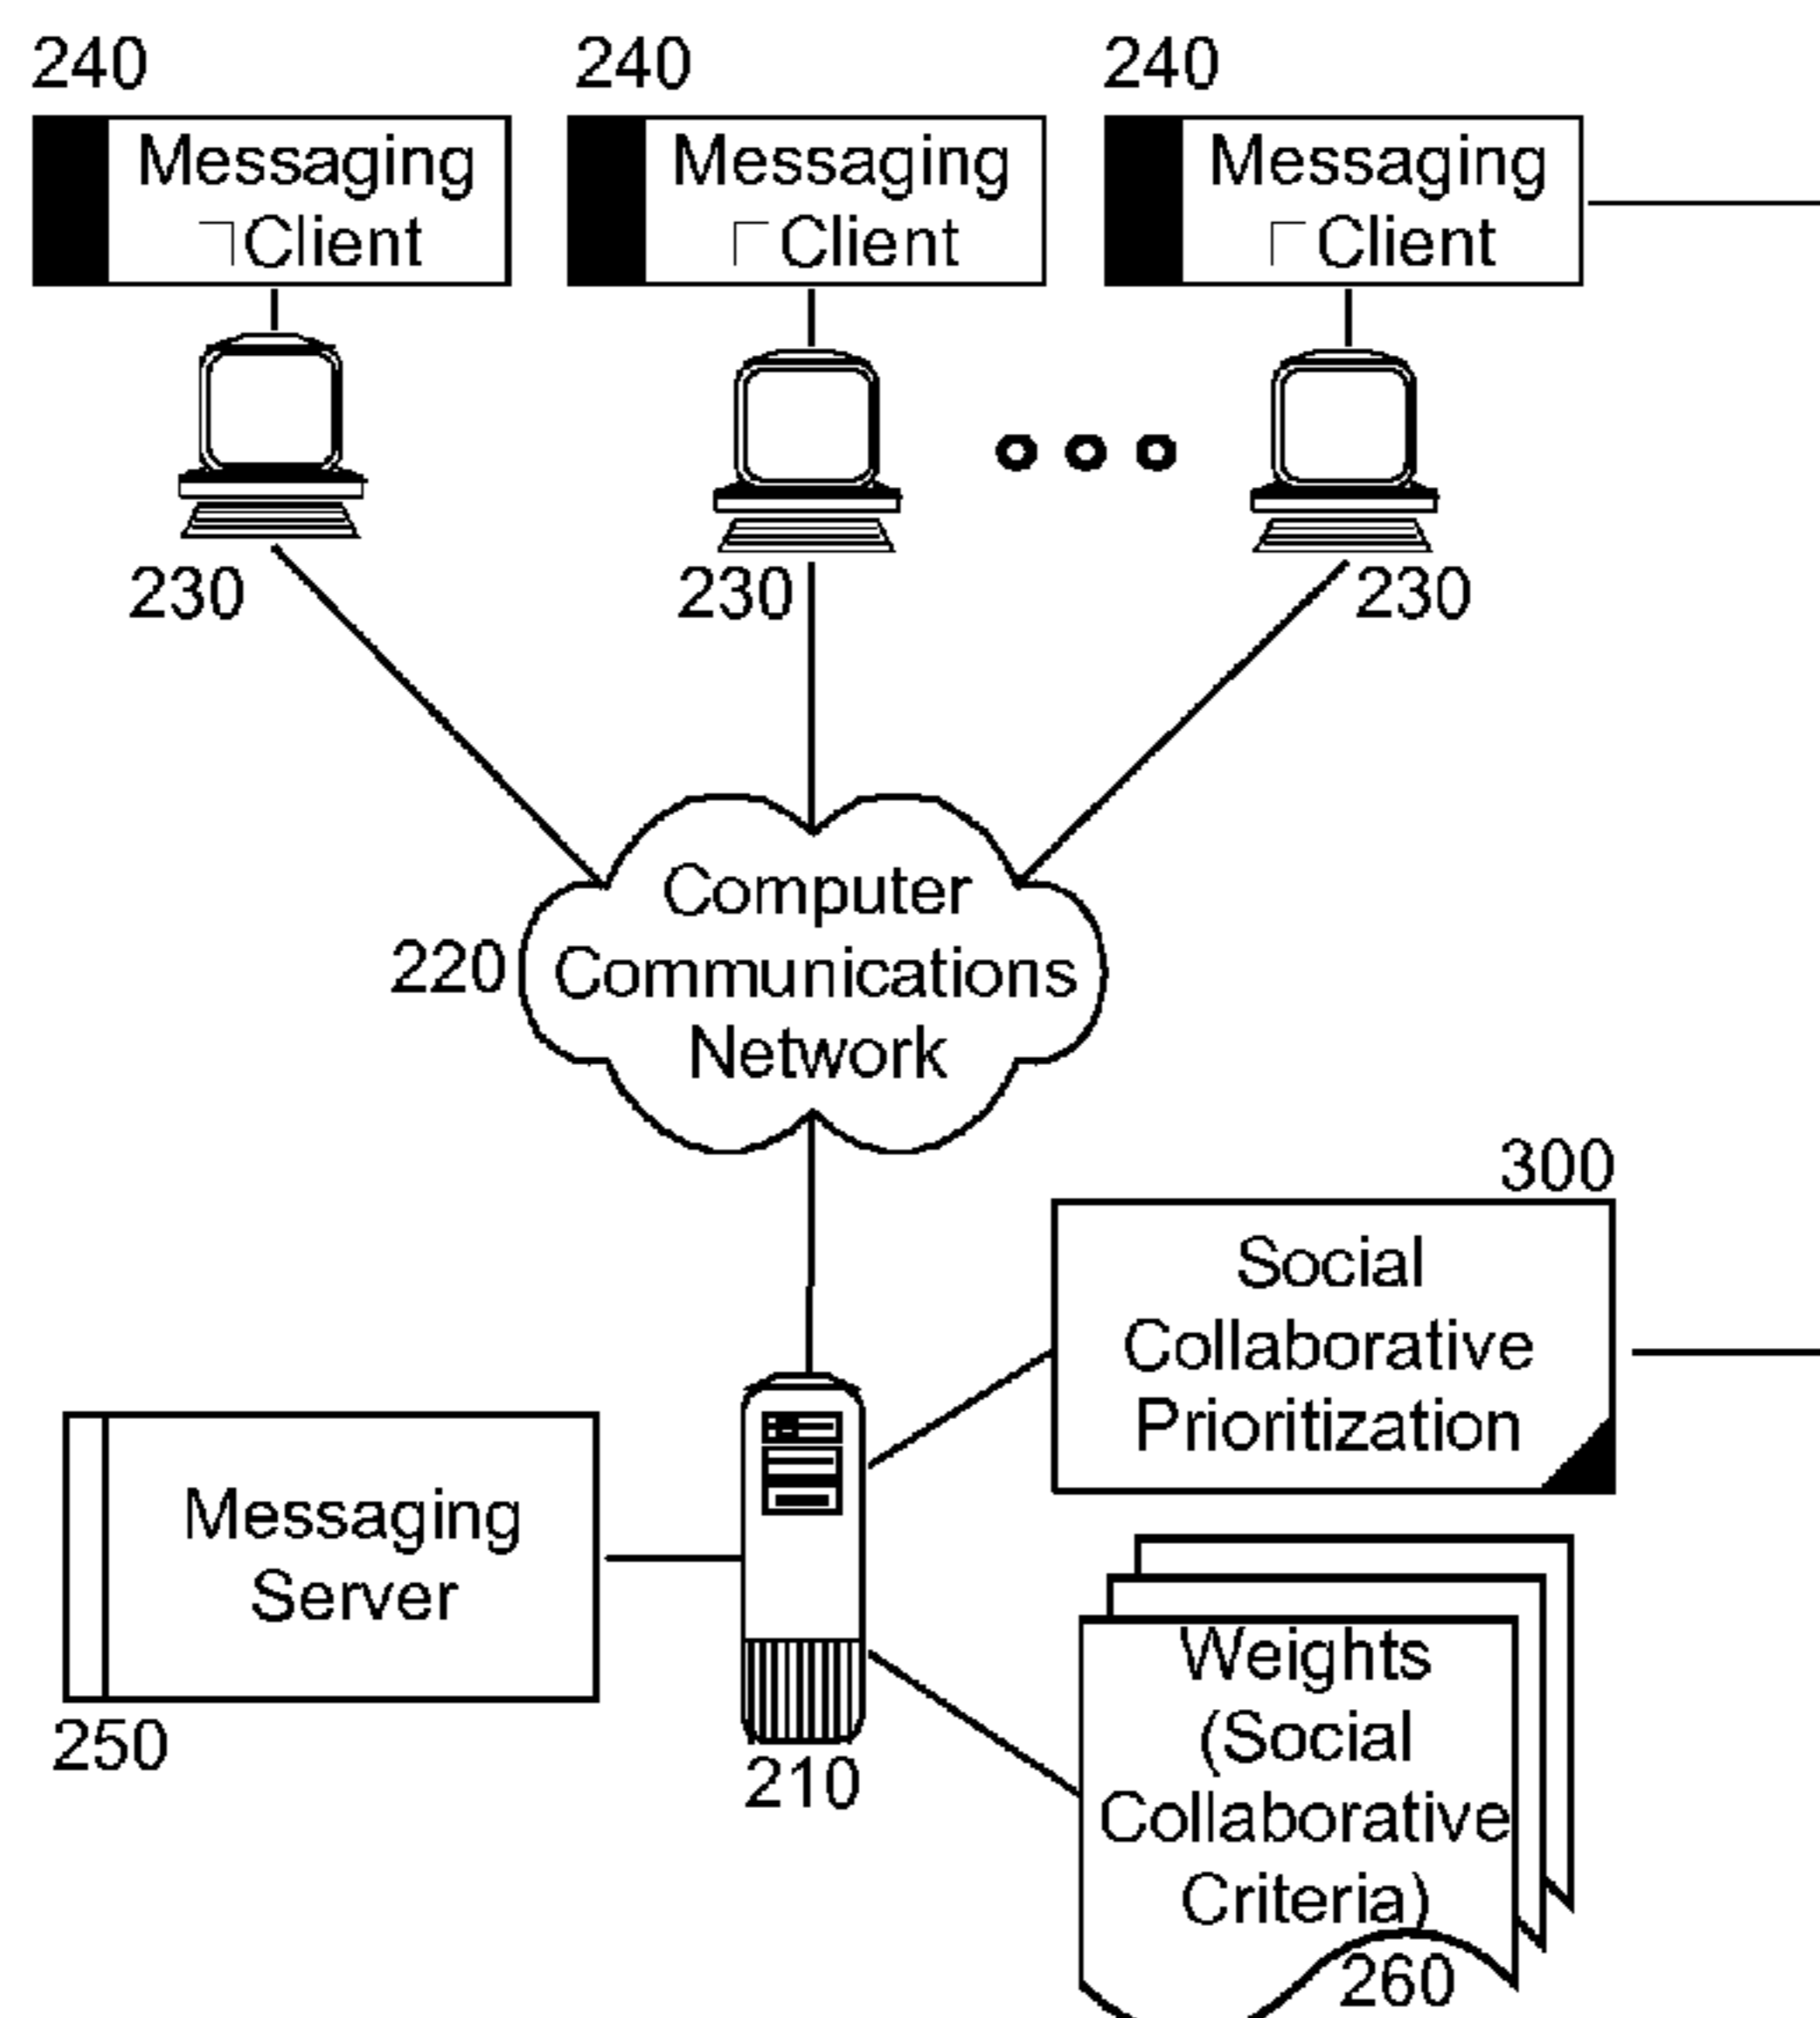 240 240 240
Messaging Messaging Messaging
Client Client Client
230 230 230
Computer
220 Communications
Network
300
Social
Collaborative
Prioritization
Messaging
Server
250
210
Weights
(Social
Collaborative
Criteria)
260